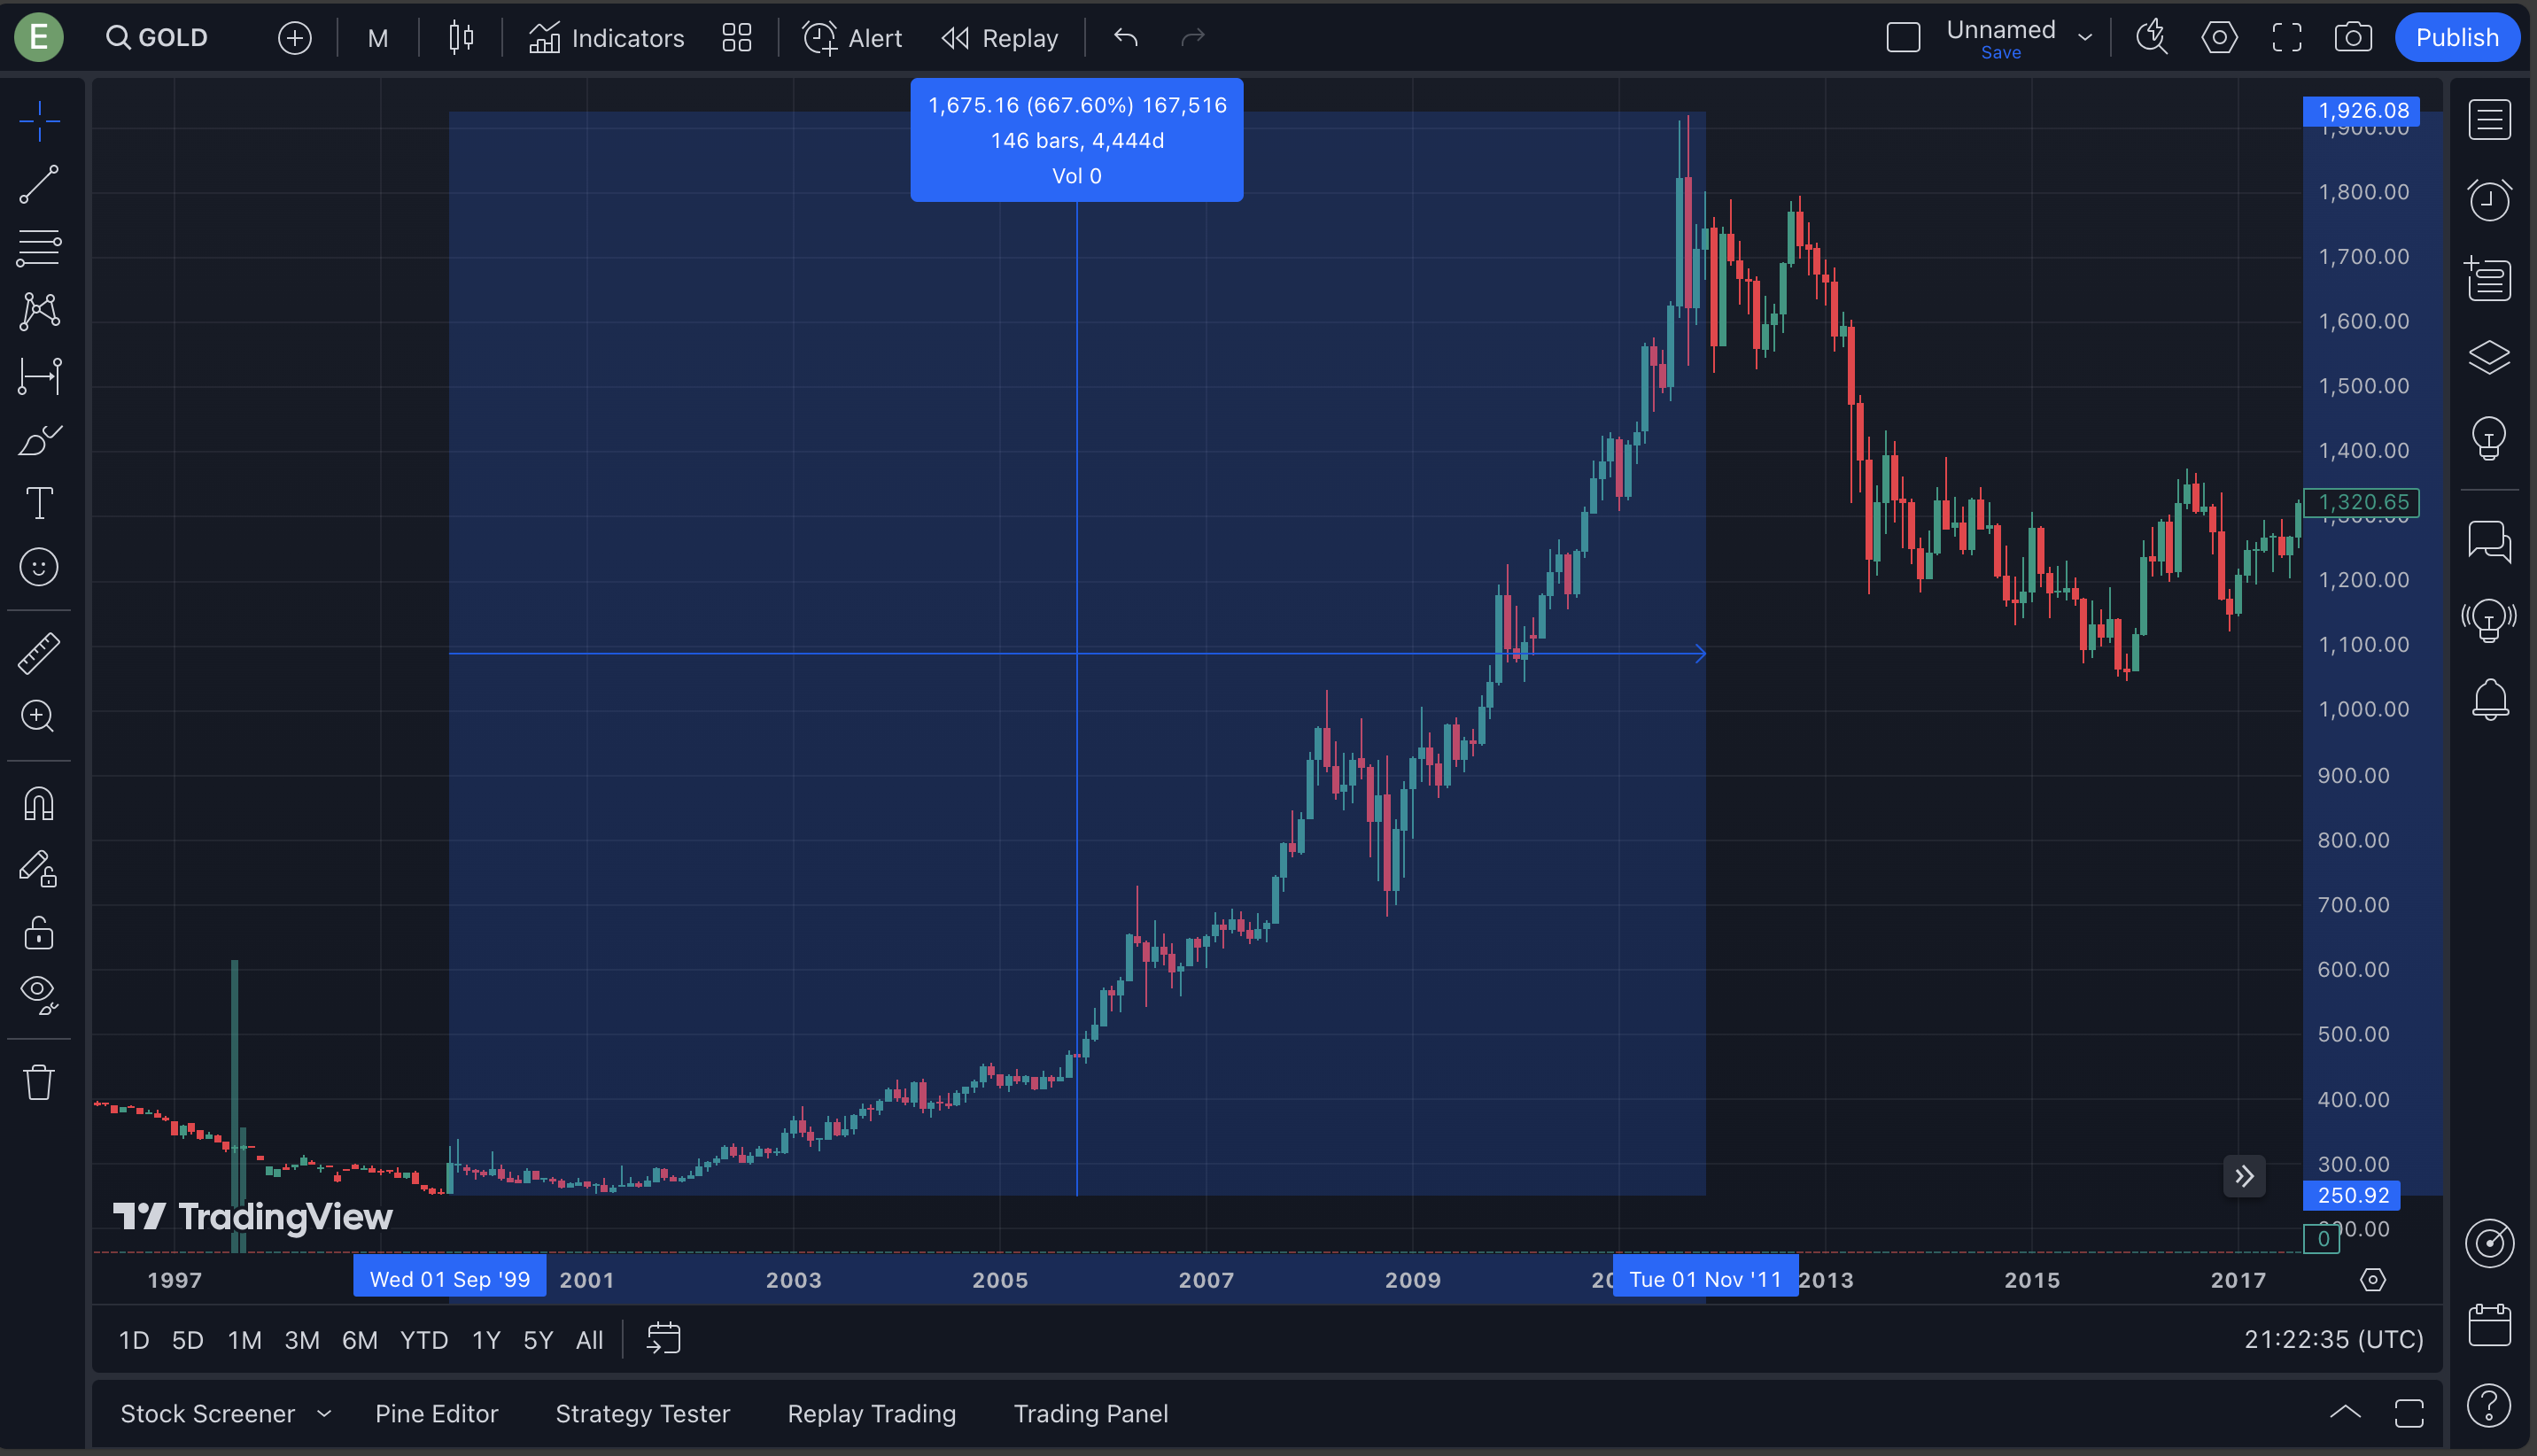 E
GOLD
M
Indicators
Alert
Replay
Unnamed
Save
Publish
1,675.16 (667.60%) 167,516
146 bars, 4,444d
Vol 0
1,926.08
1,800.00
1,700.00
1,600.00
1,500.00
1,400.00
1,320.65
1,200.00
1,100.00
1,000.00
900.00
800.00
700.00
600.00
500.00
400.00
300.00
250.92
0
TradingView
1997
Wed 01 Sep '99
2001
2003
2005
2007
2009
Tue 01 Nov '11
2013
2015
2017
1D 5D 1M 3M 6M YTD 1Y 5Y All
21:22:35 (UTC)
Stock Screener
Pine Editor
Strategy Tester
Replay Trading
Trading Panel